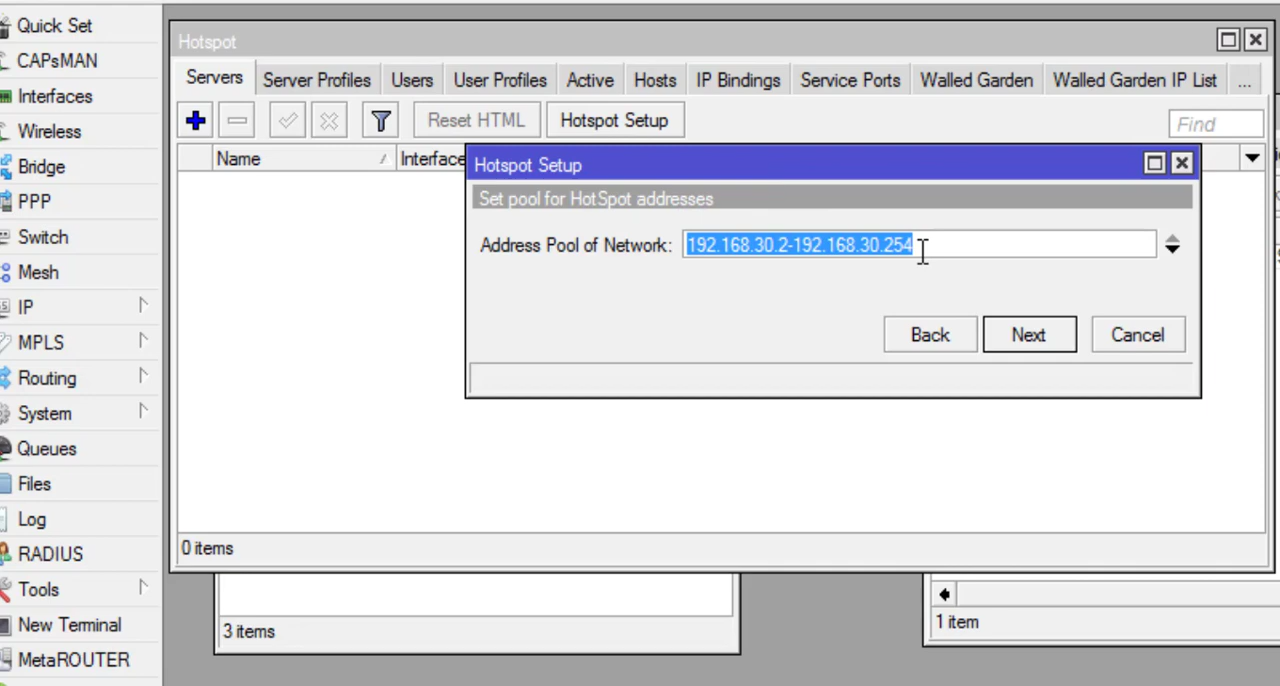 Quick Set
CAPsMAN
Interfaces
Wireless
Bridge
PPP
Switch
Mesh
IP
MPLS
Routing
System
Queues
Files
Log
RADIUS
Tools
New Terminal
MetaROUTER
Hotspot
Servers Server Profiles Users User Profiles Active Hosts IP Bindings Service Ports Walled Garden Walled Garden IP List ...
Reset HTML Hotspot Setup Find
Name / Interface
Hotspot Setup
Set pool for HotSpot addresses
Address Pool of Network: 192.168.30.2-192.168.30.254
Back Next Cancel
0 items
3 items
1 item